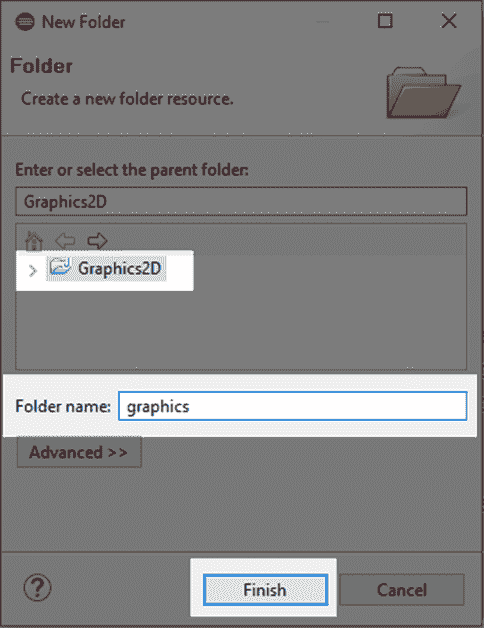 New Folder
Folder
Create a new folder resource.
Enter or select the parent folder:
Graphics2D
Graphics2D
Folder name: graphics
Advanced >>
? Finish Cancel